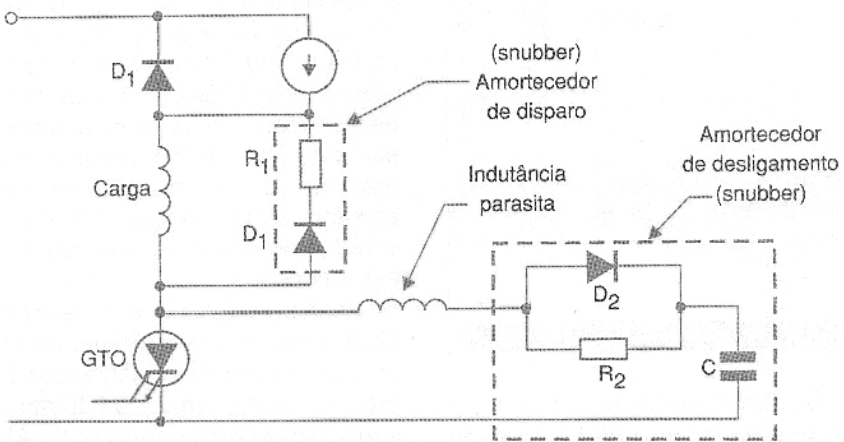 (snubber)
Amortecedor
de disparo
D1
R1
Carga
D1
Indutância
parasita
Amortecedor
de desligamento
(snubber)
D2
R2
C
GTO